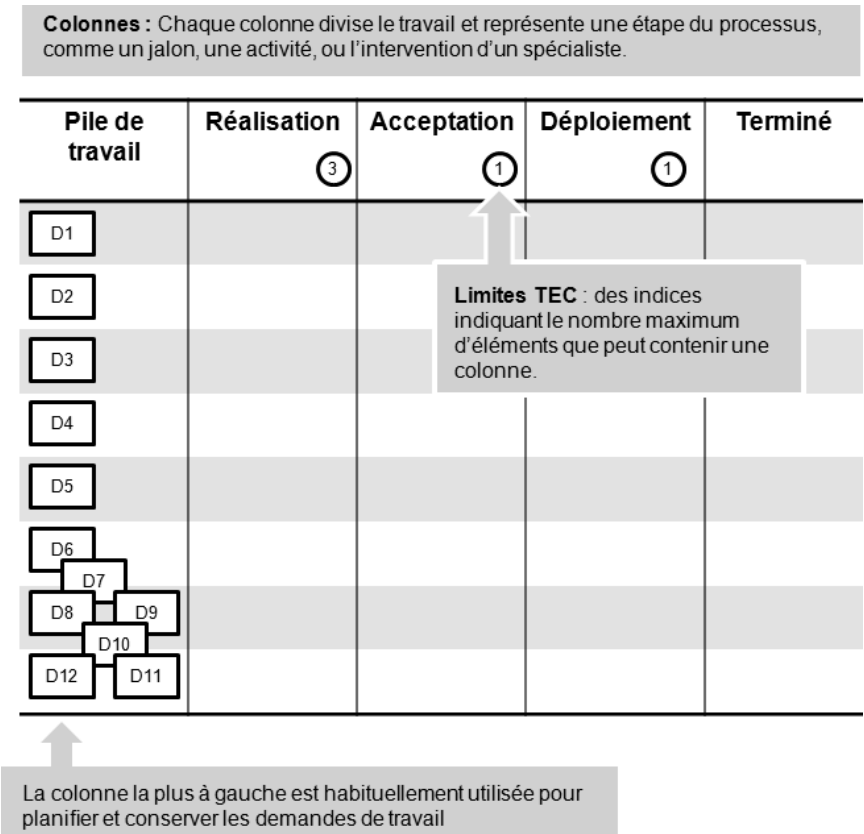 Colonnes : Chaque colonne divise le travail et représente une étape du processus,
comme un jalon, une activité, ou l'intervention d'un spécialiste.
Pile de
travail
Réalisation
3
Acceptation
1
Déploiement
1
Terminé
D1
D2
Limites TEC : des indices
indiquant le nombre maximum
d'éléments que peut contenir une
colonne.
D3
D4
D5
D6
D7
D8
D9
D10
D12
D11
La colonne la plus à gauche est habituellement utilisée pour
planifier et conserver les demandes de travail